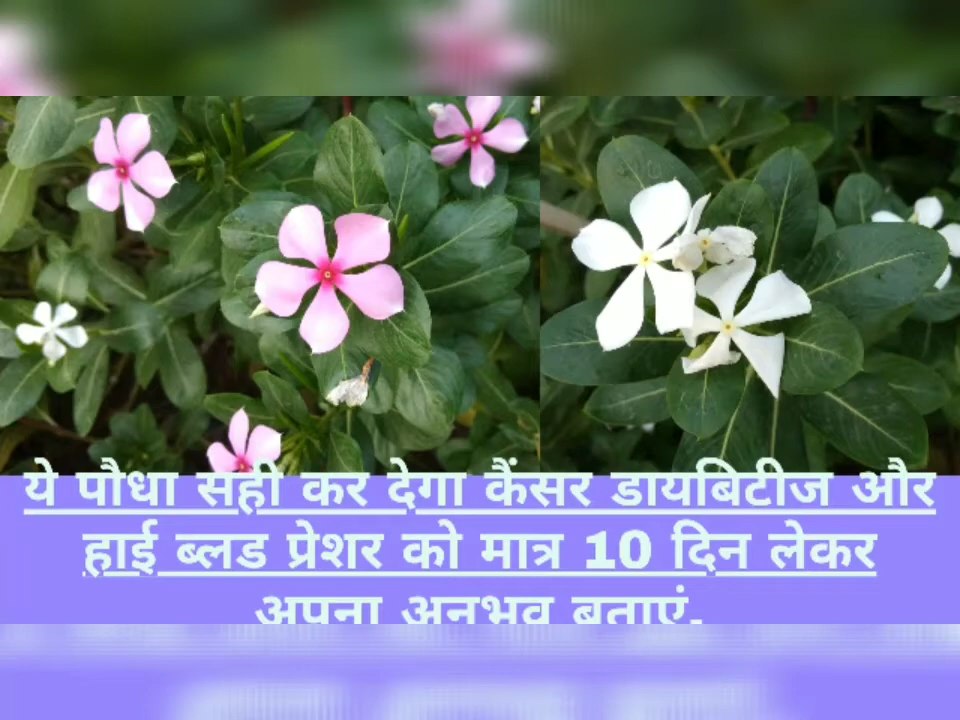 ये पौधा सही कर देगा कैंसर डायबिटीज और
हाई ब्लड प्रेशर को मात्र 10 दिन लेकर
अपना अनुभव बताएं.